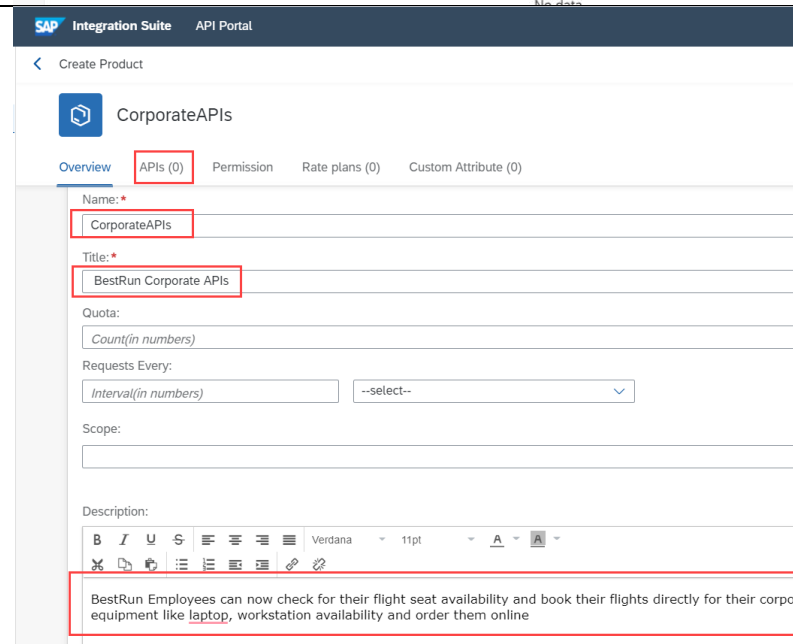 No data
SAP Integration Suite API Portal
Create Product
CorporateAPIs
Overview APIs (0) Permission Rate plans (0) Custom Attribute (0)
Name:*
CorporateAPIs
Title:*
BestRun Corporate APIs
Quota:
Count(in numbers)
Requests Every:
Interval(in numbers) --select--
Scope:
Description:
B I U S Verdana 11pt A A
BestRun Employees can now check for their flight seat availability and book their flights directly for their corpo
equipment like laptop, workstation availability and order them online